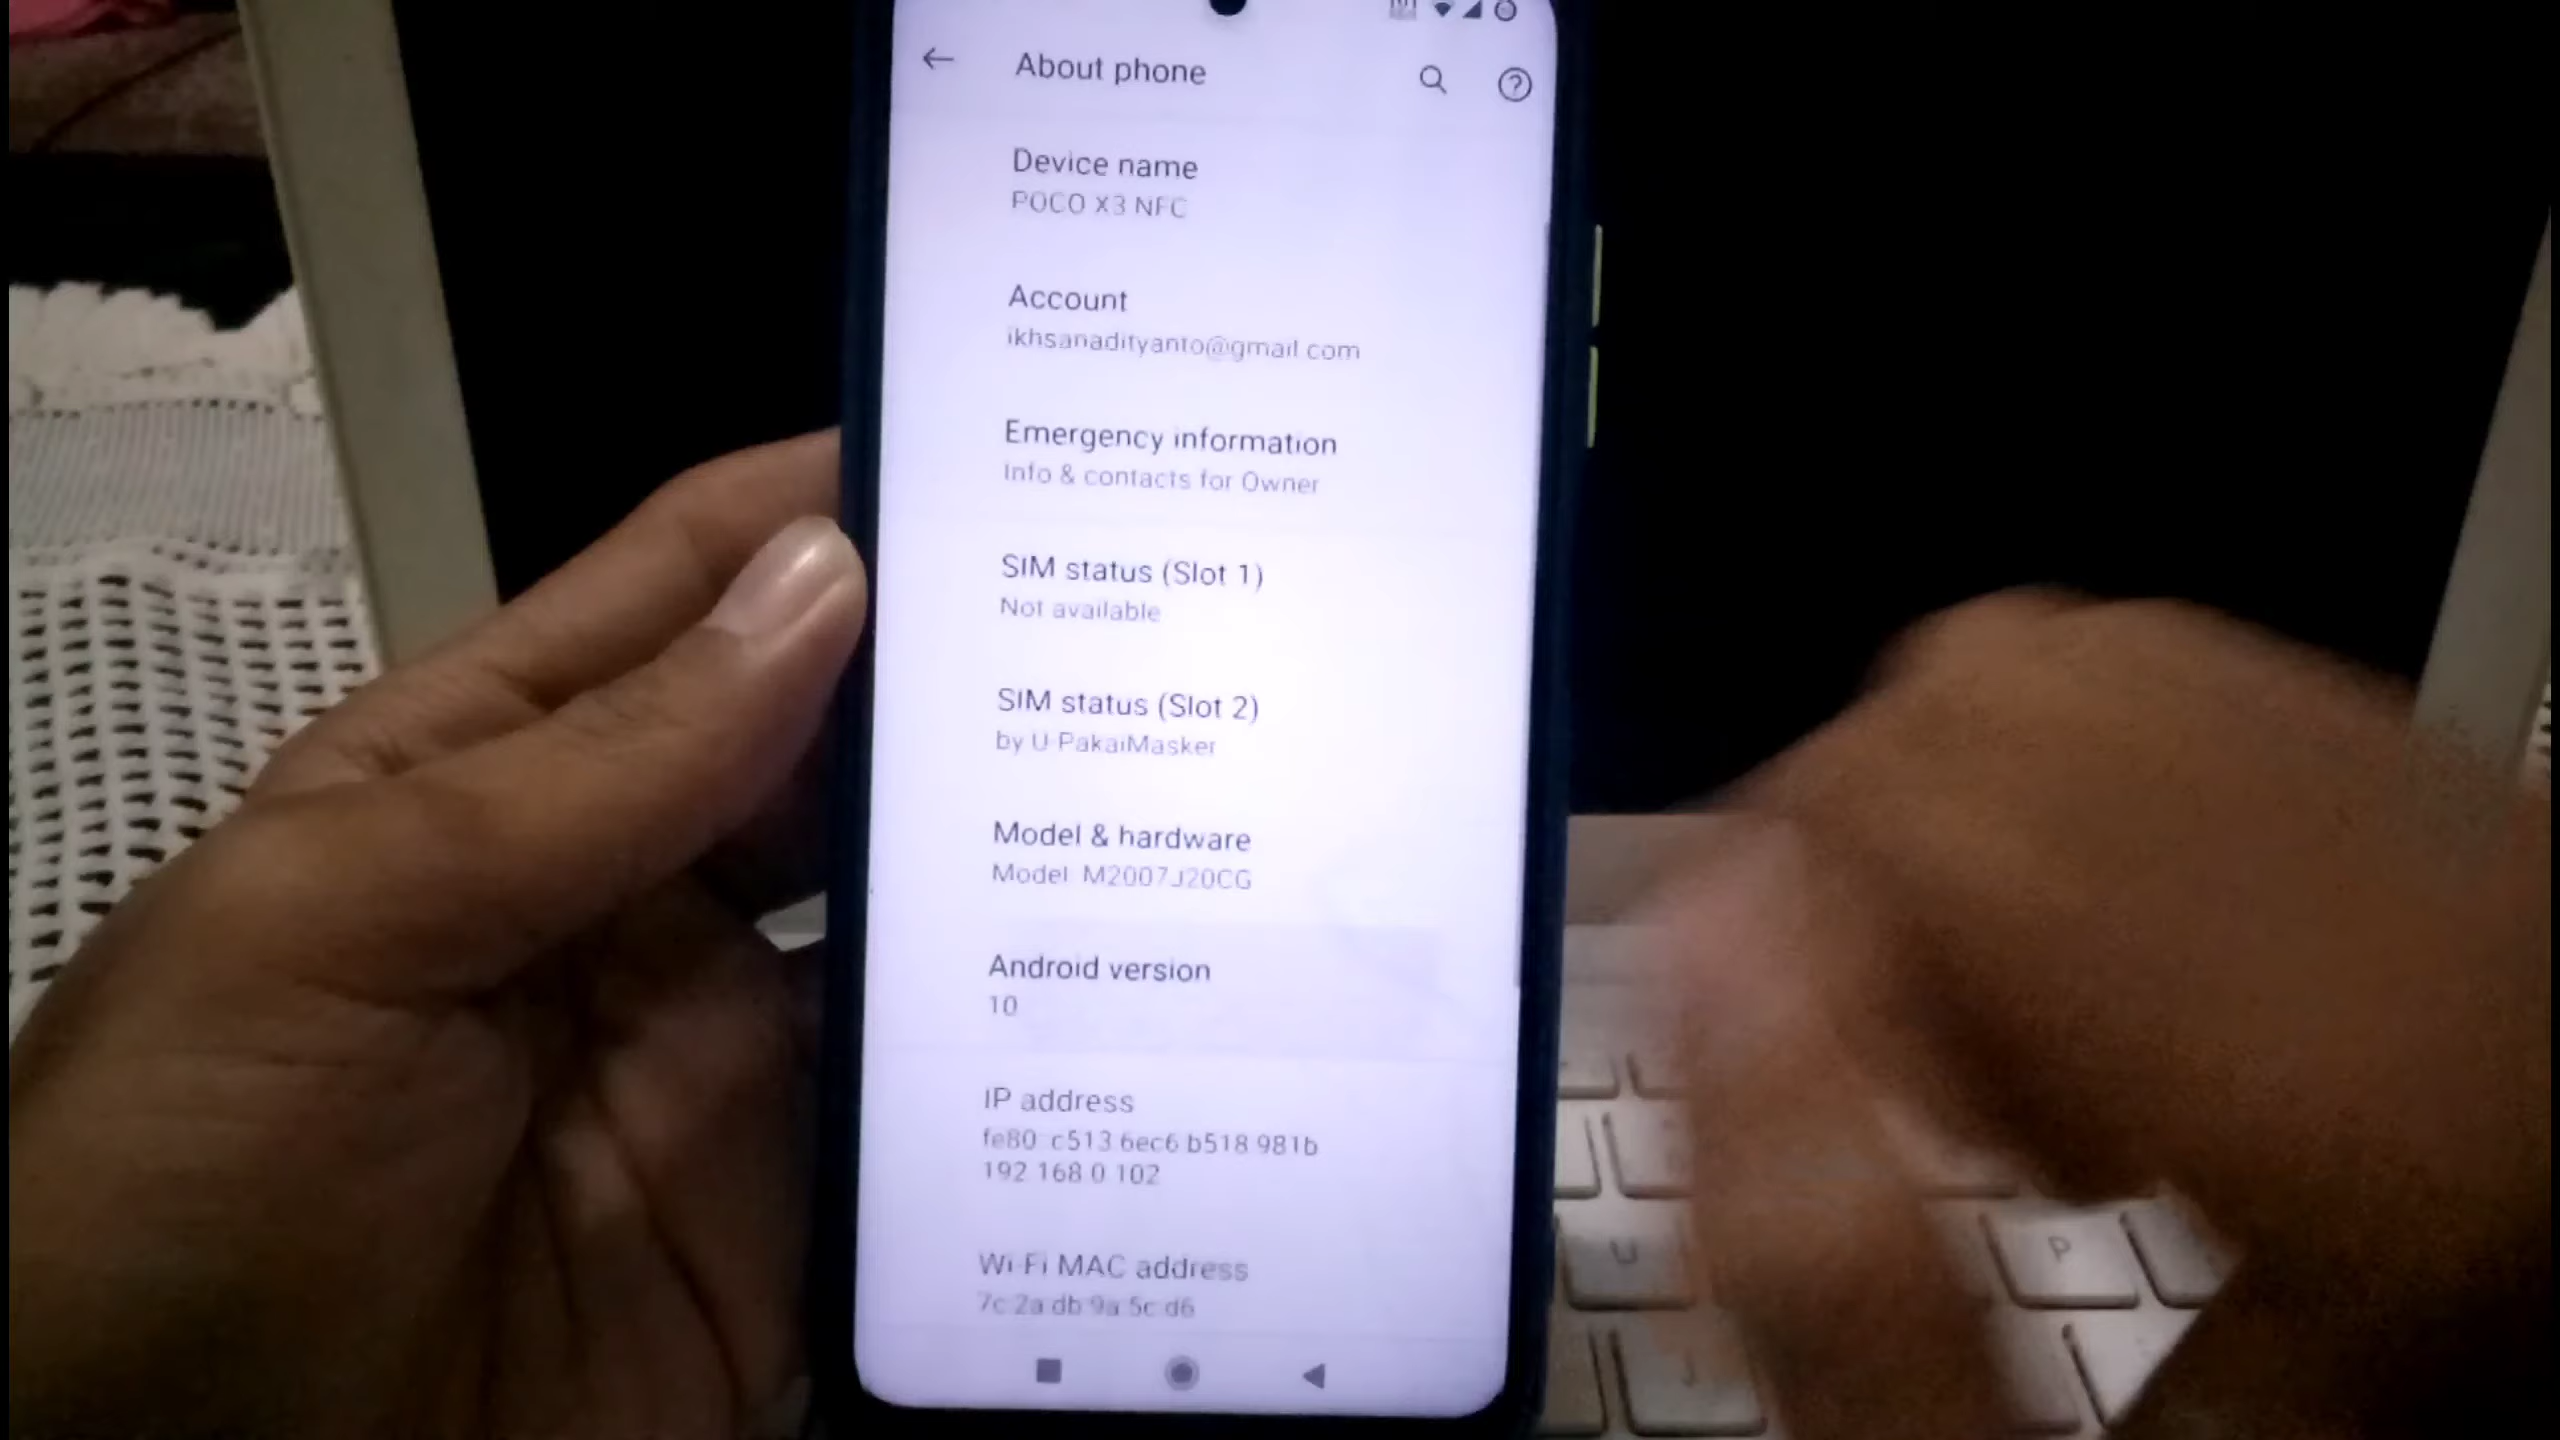 About phone
Device name
POCO X3 NFC
Account
ikhsanadityanto@gmail.com
Emergency information
Info & contacts for Owner
SIM status (Slot 1)
Not available
SIM status (Slot 2)
by U-PakaiMasker
Model & hardware
Model: M2007J20CG
Android version
10
IP address
fe80::c513:6ec6:b518:981b
192.168.0.102
Wi-Fi MAC address
7c:2a:db:9a:5c:d6
U
P
J